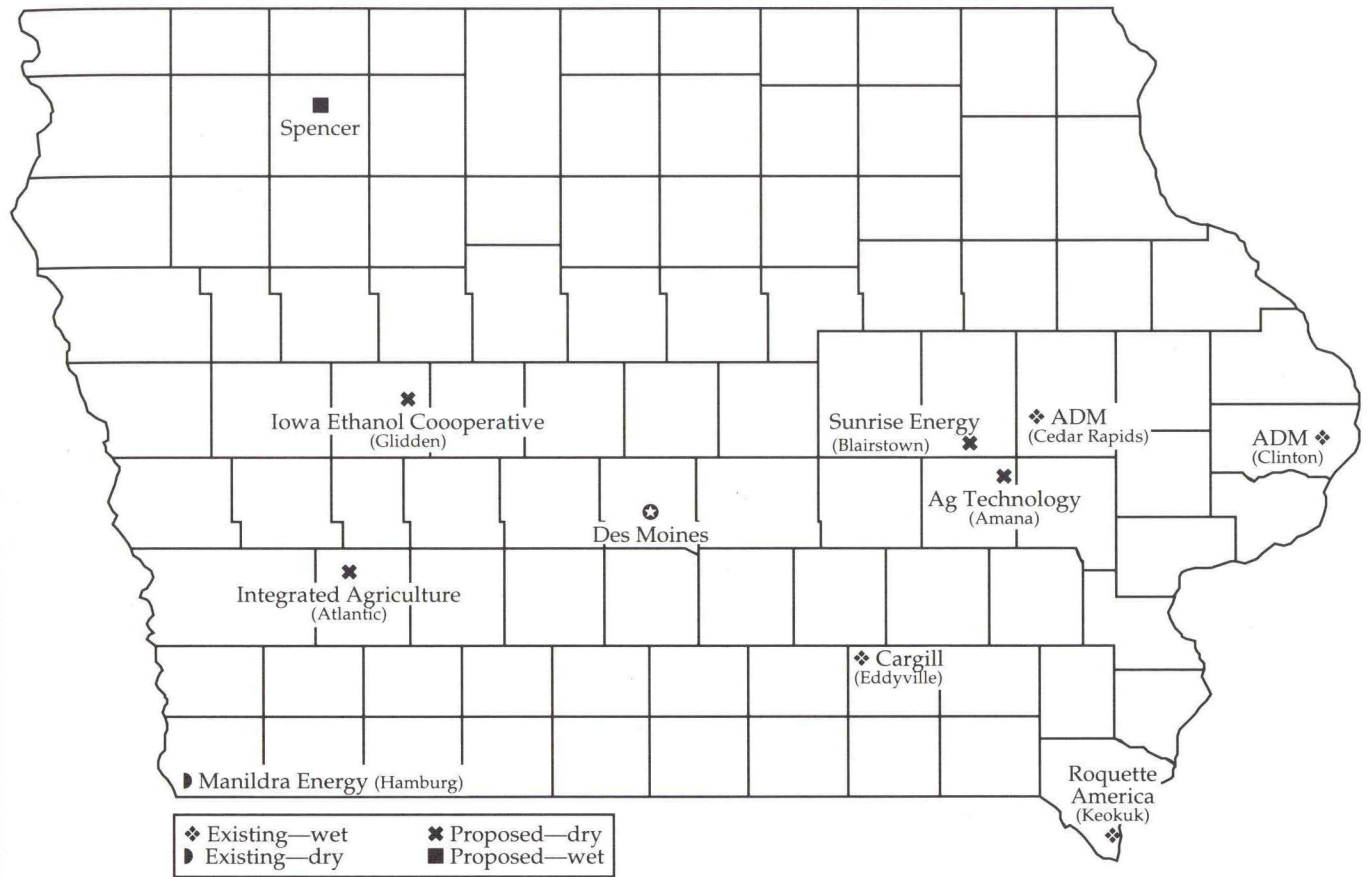 Spencer
Iowa Ethanol Coooperative
(Glidden)
Sunrise Energy
(Blairstown)
ADM
(Cedar Rapids)
ADM
(Clinton)
Ag Technology
(Amana)
Des Moines
Integrated Agriculture
(Atlantic)
Cargill
(Eddyville)
Manildra Energy (Hamburg)
Roquette
America
(Keokuk)
Existing—wet
Proposed—dry
Existing—dry
Proposed—wet